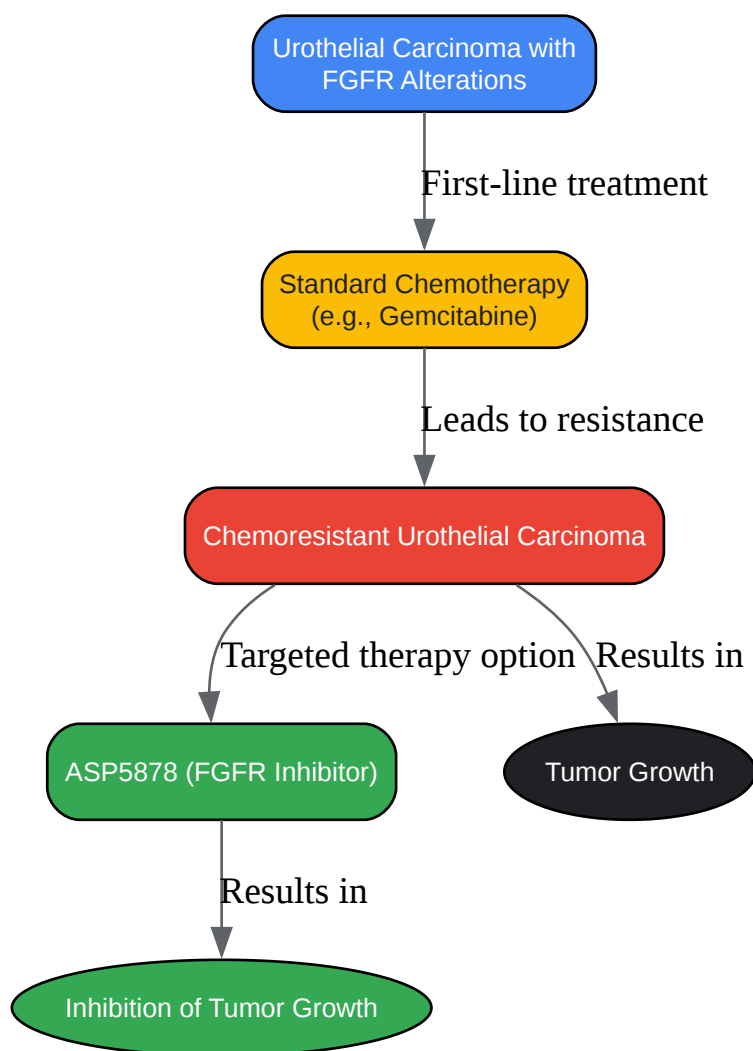 Urothelial Carcinoma with
FGFR Alterations
First-line treatment
Standard Chemotherapy
(e.g., Gemcitabine)
Leads to resistance
Chemoresistant Urothelial Carcinoma
Targeted therapy option
Results in
ASP5878 (FGFR Inhibitor)
Tumor Growth
Results in
Inhibition of Tumor Growth